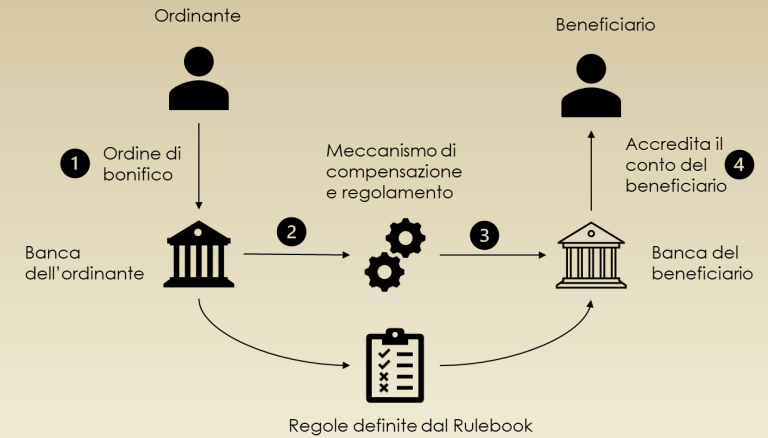 Ordinante
Beneficiario
1
Ordine di
bonifico
Meccanismo di
compensazione
e regolamento
Accredita il
conto del
beneficiario
4
2
3
Banca
dell'ordinante
Banca del
beneficiario
Regole definite dal Rulebook